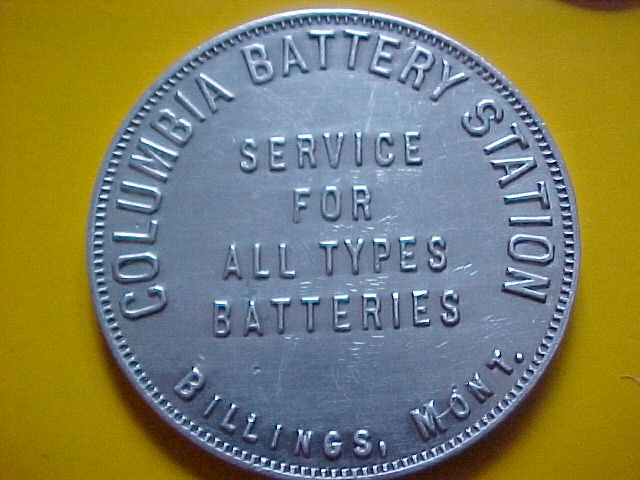 COLUMBIA BATTERY STATION
SERVICE
FOR
ALL TYPES
BATTERIES
BILLINGS, MONT.